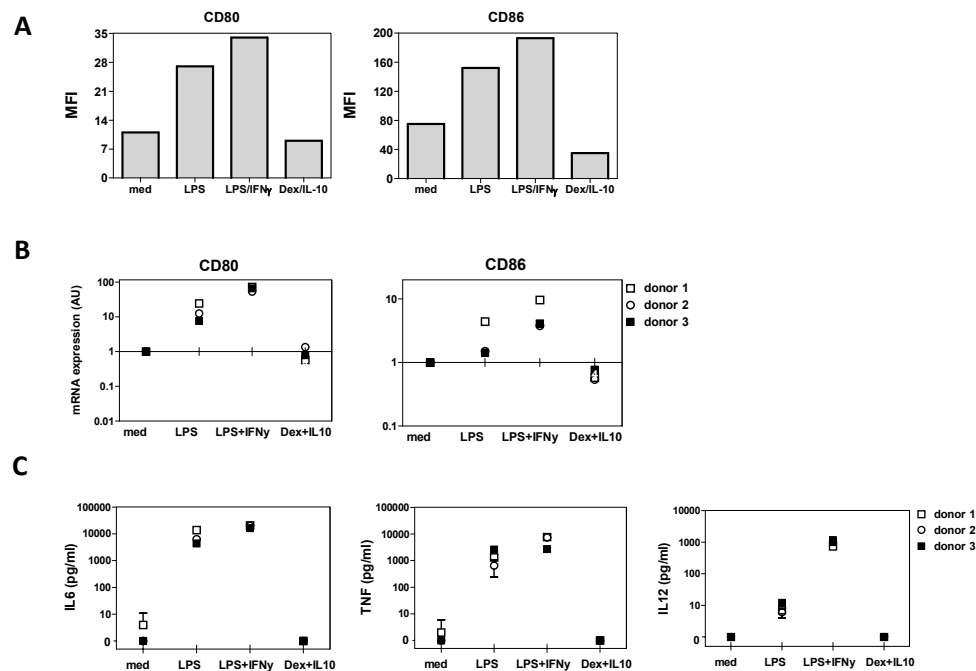 A
CD80
MFI
35
28
21
14
7
0
med LPS LPS/IFNγ Dex/IL-10
CD86
MFI
200
160
120
80
40
0
med LPS LPS/IFNγ Dex/IL-10
B
CD80
mRNA expression (AU)
100
10
1
0.1
0.01
med LPS LPS+IFNy Dex+IL10
CD86
10
1
0.1
med LPS LPS+IFNy Dex+IL10
donor 1
donor 2
donor 3
C
IL6 (pg/ml)
100000
10000
1000
100
10
0
med LPS LPS+IFNy Dex+IL10
TNF (pg/ml)
100000
10000
1000
100
10
0
med LPS LPS+IFNy Dex+IL10
IL12 (pg/ml)
10000
1000
100
10
0
med LPS LPS+IFNy Dex+IL10
donor 1
donor 2
donor 3